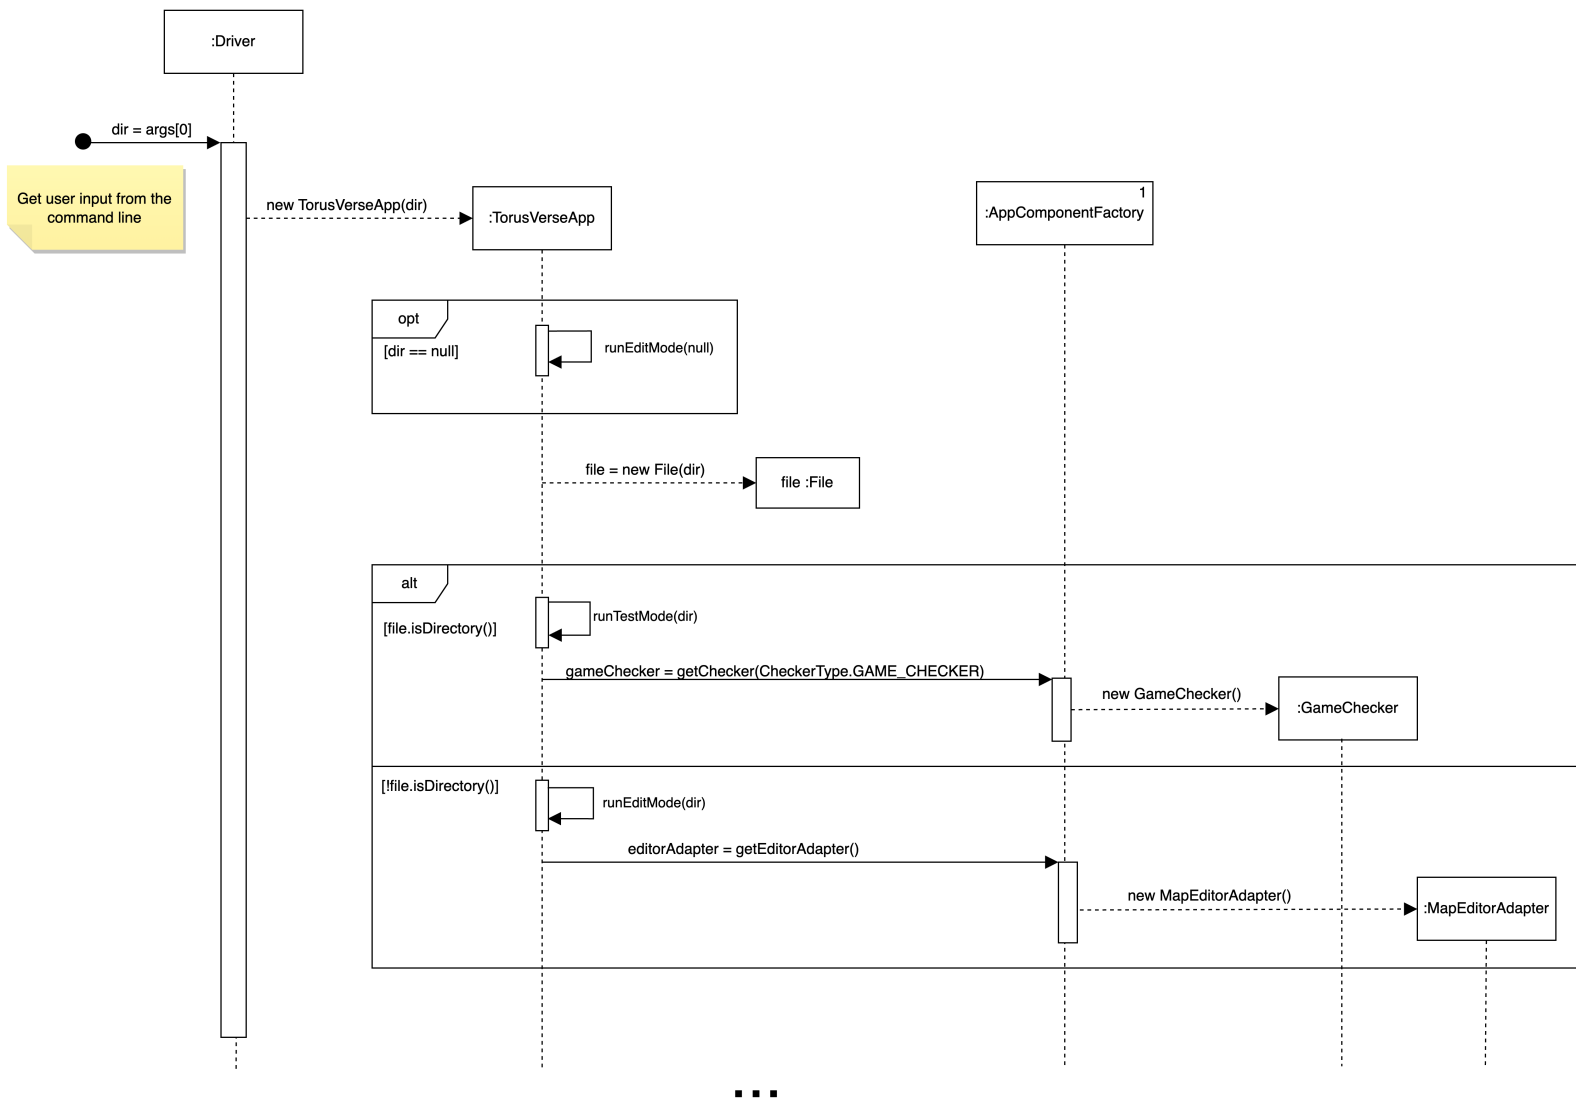 :Driver
dir = args[0]
Get user input from the
command line
new TorusVerseApp(dir)
:TorusVerseApp
1
:AppComponentFactory
opt
[dir == null]
runEditMode(null)
file = new File(dir)
file :File
alt
[file.isDirectory()]
runTestMode(dir)
gameChecker = getChecker(CheckerType.GAME_CHECKER)
new GameChecker()
:GameChecker
[!file.isDirectory()]
runEditMode(dir)
editorAdapter = getEditorAdapter()
new MapEditorAdapter()
:MapEditorAdapter
...